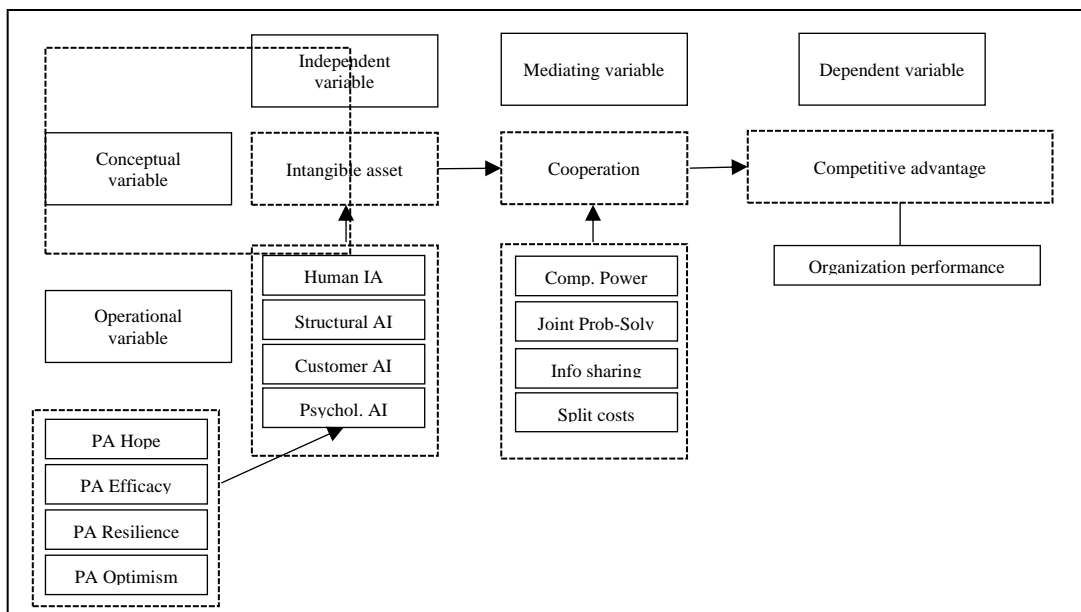 Independent
variable
Mediating variable
Dependent variable
Conceptual
variable
Intangible asset
Cooperation
Competitive advantage
Organization performance
Operational
variable
Human IA
Structural AI
Customer AI
Psychol. AI
Comp. Power
Joint Prob-Solv
Info sharing
Split costs
PA Hope
PA Efficacy
PA Resilience
PA Optimism